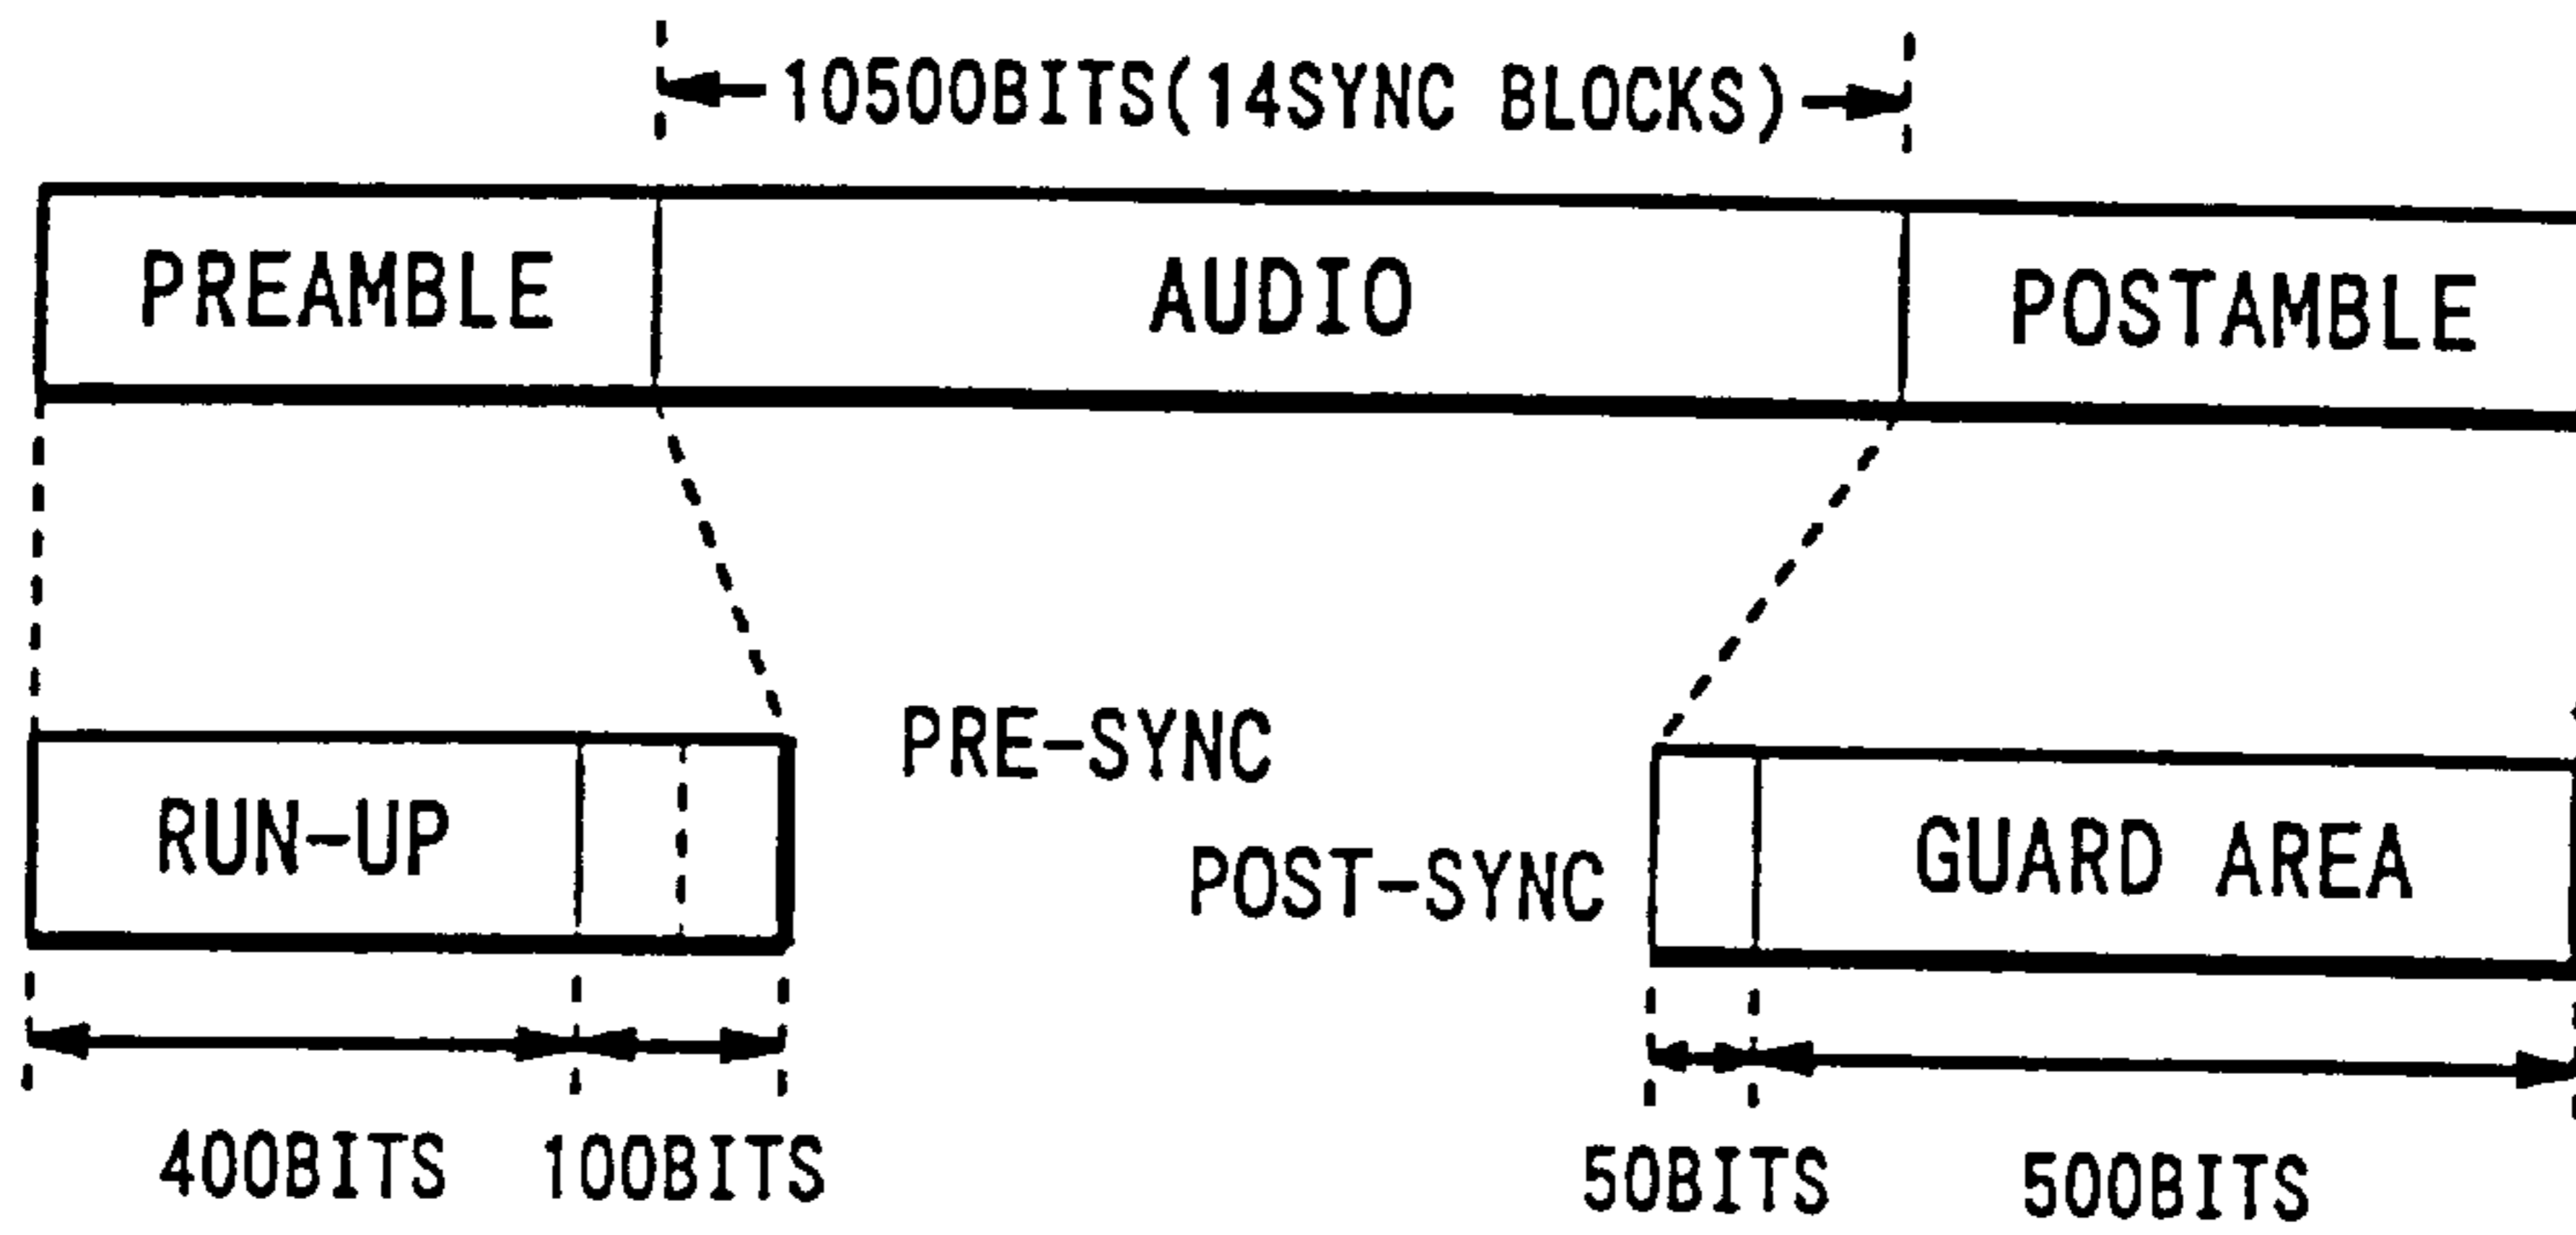 10500BITS(14SYNC BLOCKS)
PREAMBLE AUDIO POSTAMBLE
PRE-SYNC
RUN-UP POST-SYNC GUARD AREA
400BITS 100BITS 50BITS 500BITS